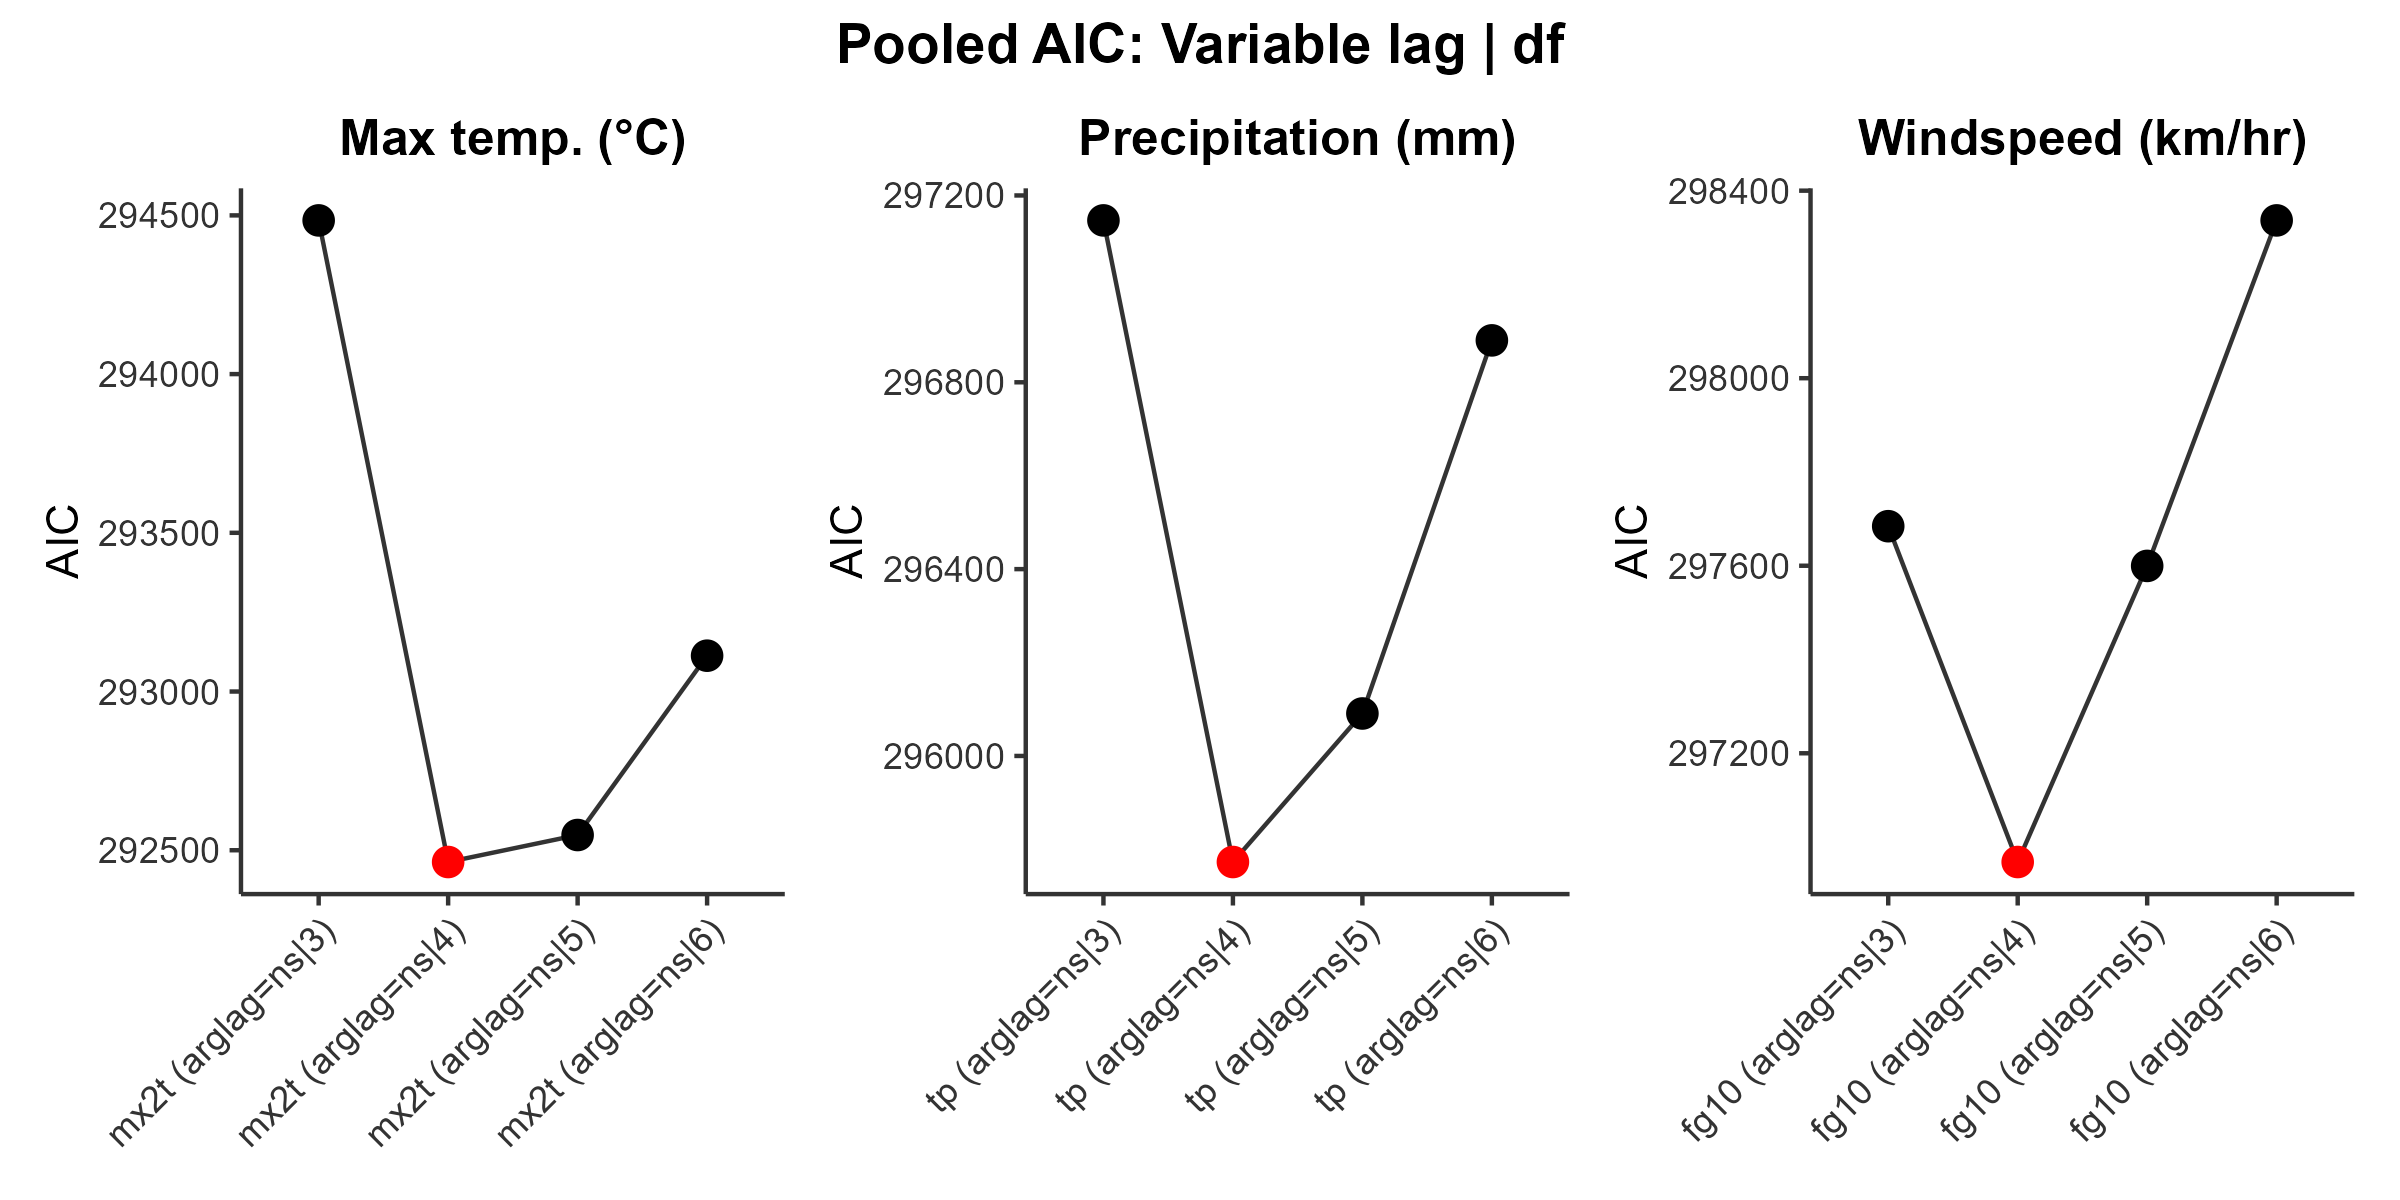 Pooled AIC: Variable lag | df
Max temp. (°C)
AIC
294500
294000
293500
293000
292500
mx2t (arglag=ns|3)
mx2t (arglag=ns|4)
mx2t (arglag=ns|5)
mx2t (arglag=ns|6)
Precipitation (mm)
AIC
297200
296800
296400
296000
tp (arglag=ns|3)
tp (arglag=ns|4)
tp (arglag=ns|5)
tp (arglag=ns|6)
Windspeed (km/hr)
AIC
298400
298000
297600
297200
fg10 (arglag=ns|3)
fg10 (arglag=ns|4)
fg10 (arglag=ns|5)
fg10 (arglag=ns|6)